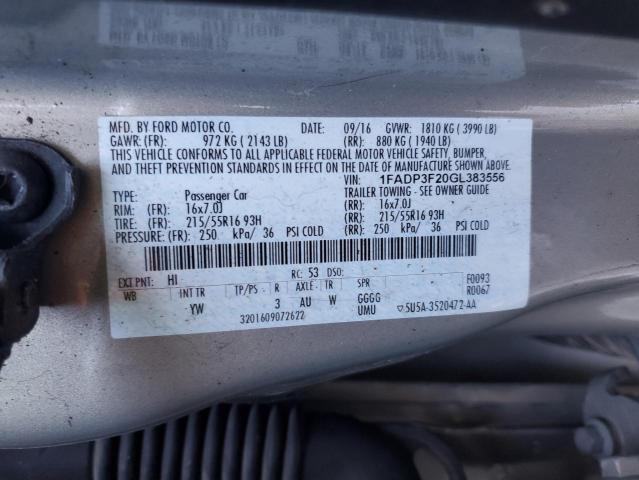 MFD. BY FORD MOTOR CO. DATE: 09/16 GVWR: 1810 KG ( 3990 LB)
GAWR: (FR): 972 KG ( 2143 LB) (RR): 880 KG ( 1940 LB)
THIS VEHICLE CONFORMS TO ALL APPLICABLE FEDERAL MOTOR VEHICLE SAFETY, BUMPER,
AND THEFT PREVENTION STANDARDS IN EFFECT ON THE DATE OF MANUFACTURE SHOWN ABOVE.
VIN: 1FADP3F20GL383556
TYPE: Passenger Car TRAILER TOWING - SEE OWNER GUIDE
RIM: (FR): 16x7.0J (RR): 16x7.0J
TIRE: (FR): 215/55R16 93H (RR): 215/55R16 93H
PRESSURE: (FR): 250 kPa/ 36 PSI COLD (RR): 250 kPa/ 36 PSI COLD
EXT PNT: HI RC: 53 DSO: F0093
WB INT TR TP/PS R AXLE TR SPR R0067
YW 3 AU W GGGG
UMU
3201609072622 5U5A-3520472-AA